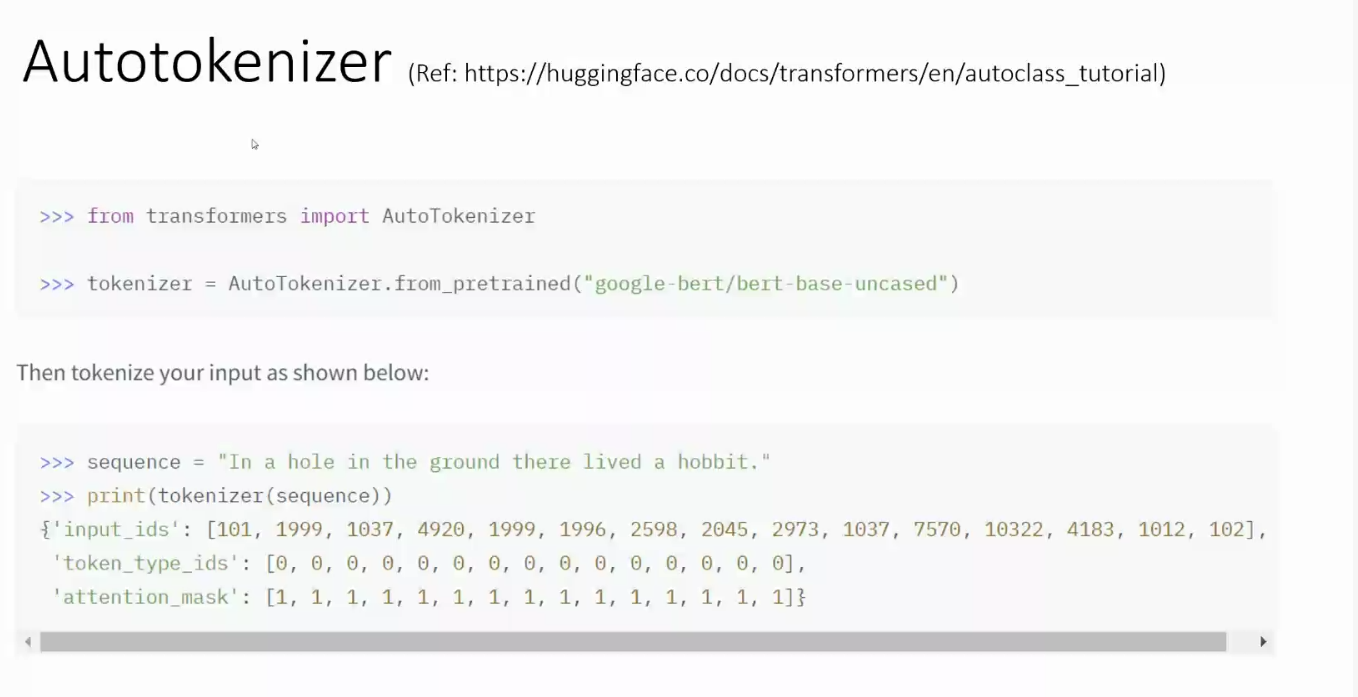 Autotokenizer (Ref: https://huggingface.co/docs/transformers/en/autoclass_tutorial)
>>> from transformers import AutoTokenizer
>>> tokenizer = AutoTokenizer.from_pretrained("google-bert/bert-base-uncased")
Then tokenize your input as shown below:
>>> sequence = "In a hole in the ground there lived a hobbit."
>>> print(tokenizer(sequence))
{'input_ids': [101, 1999, 1037, 4920, 1999, 1996, 2598, 2045, 2973, 1037, 7570, 10322, 4183, 1012, 102],
'token_type_ids': [0, 0, 0, 0, 0, 0, 0, 0, 0, 0, 0, 0, 0, 0, 0],
'attention_mask': [1, 1, 1, 1, 1, 1, 1, 1, 1, 1, 1, 1, 1, 1, 1]}